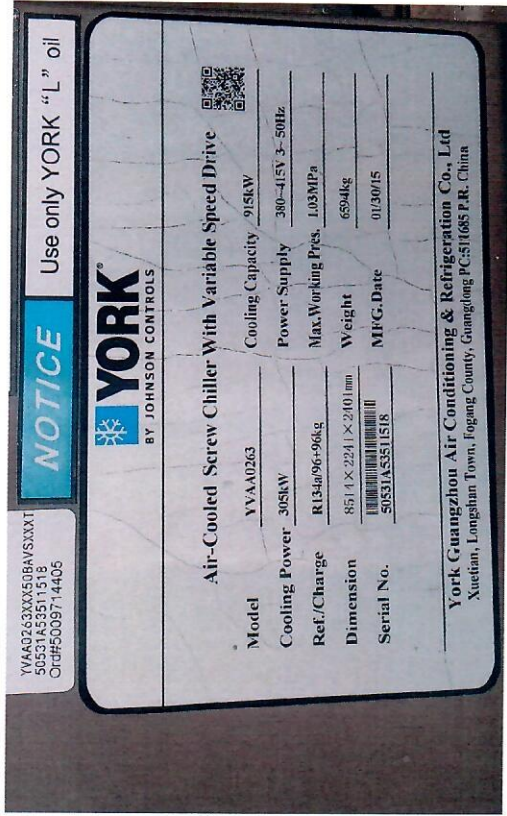 YVAA0263XXX50BAVSXXXT
50531A53511518
Ord#5009714405
NOTICE
Use only YORK "L" oil
YORK®
BY JOHNSON CONTROLS
Air-Cooled Screw Chiller With Variable Speed Drive
Model YVAA0263 Cooling Capacity 915kW
Cooling Power 305kW Power Supply 380~415V 3~ 50Hz
Ref./Charge R134a/96+96kg Max.Working Pres. 1.03MPa
Dimension 8514×2241×2401mm Weight 6594kg
Serial No. 50531A53511518 MFG.Date 01/30/15
York Guangzhou Air Conditioning & Refrigeration Co., Ltd
Xuetian, Longshan Town, Fogang County, Guangdong PC:511685 P.R. China